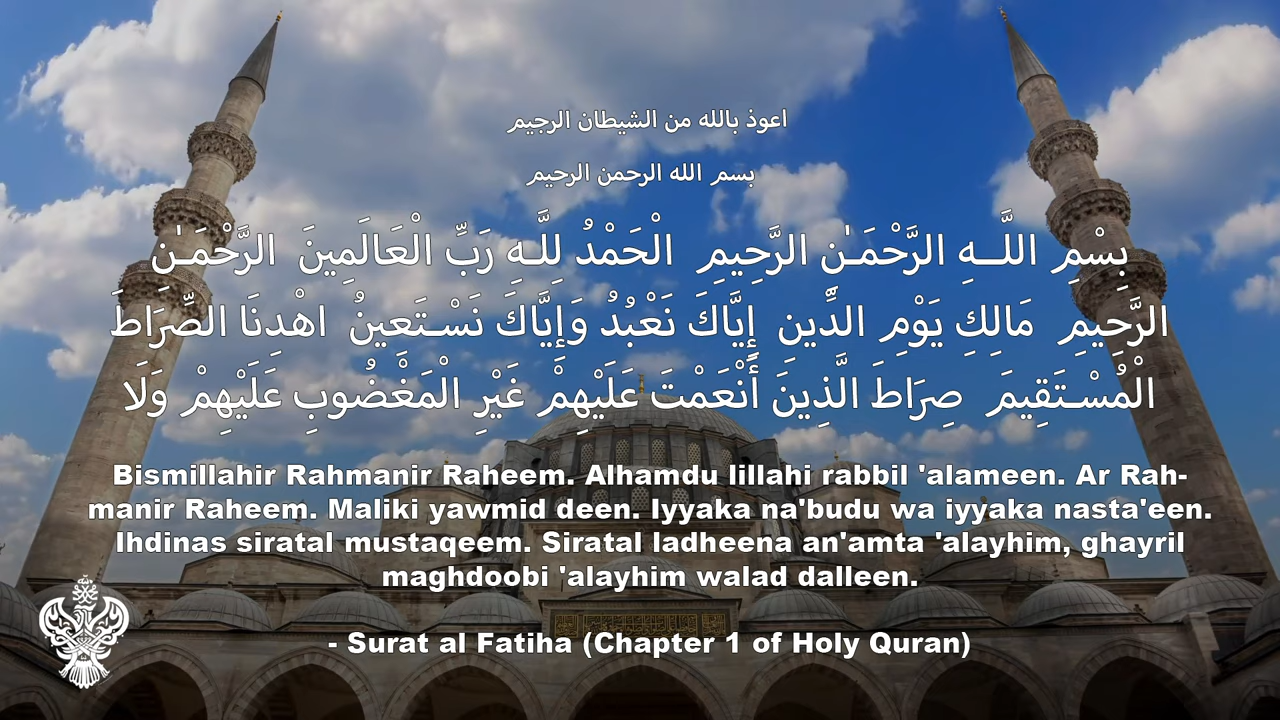 اعوذ بالله من الشيطان الرجيم
بسم الله الرحمن الرحيم
بِسْمِ اللَّـهِ الرَّحْمَـٰنِ الرَّحِيمِ الْحَمْدُ لِلَّـهِ رَبِّ الْعَالَمِينَ الرَّحْمَـٰنِ
الرَّحِيمِ مَالِكِ يَوْمِ الدِّينِ إِيَّاكَ نَعْبُدُ وَإِيَّاكَ نَسْتَعِينُ اهْدِنَا الصِّرَاطَ
الْمُسْتَقِيمَ صِرَاطَ الَّذِينَ أَنْعَمْتَ عَلَيْهِمْ غَيْرِ الْمَغْضُوبِ عَلَيْهِمْ وَلَا
Bismillahir Rahmanir Raheem. Alhamdu lillahi rabbil 'alameen. Ar Rah-
manir Raheem. Maliki yawmid deen. Iyyaka na'budu wa iyyaka nasta'een.
Ihdinas siratal mustaqeem. Siratal ladheena an'amta 'alayhim, ghayril
maghdoobi 'alayhim walad dalleen.
- Surat al Fatiha (Chapter 1 of Holy Quran)